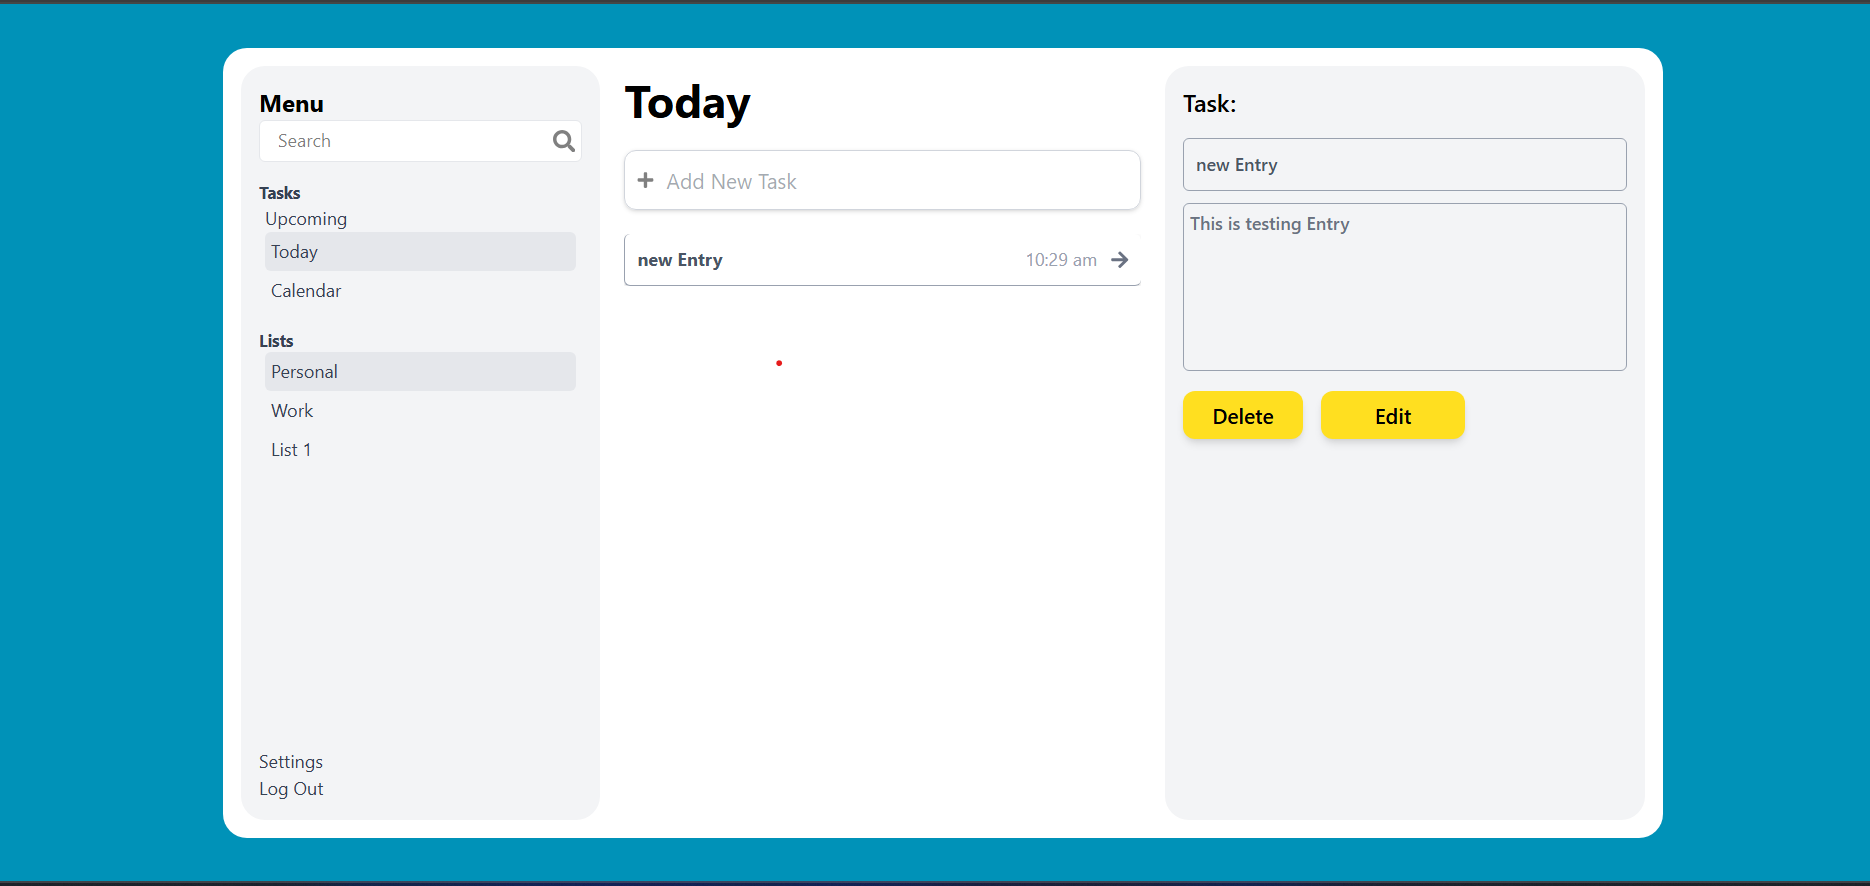 Menu
Search
Tasks
Upcoming
Today
Calendar
Lists
Personal
Work
List 1
Settings
Log Out
Today
Add New Task
new Entry 10:29 am
Task:
new Entry
This is testing Entry
Delete Edit